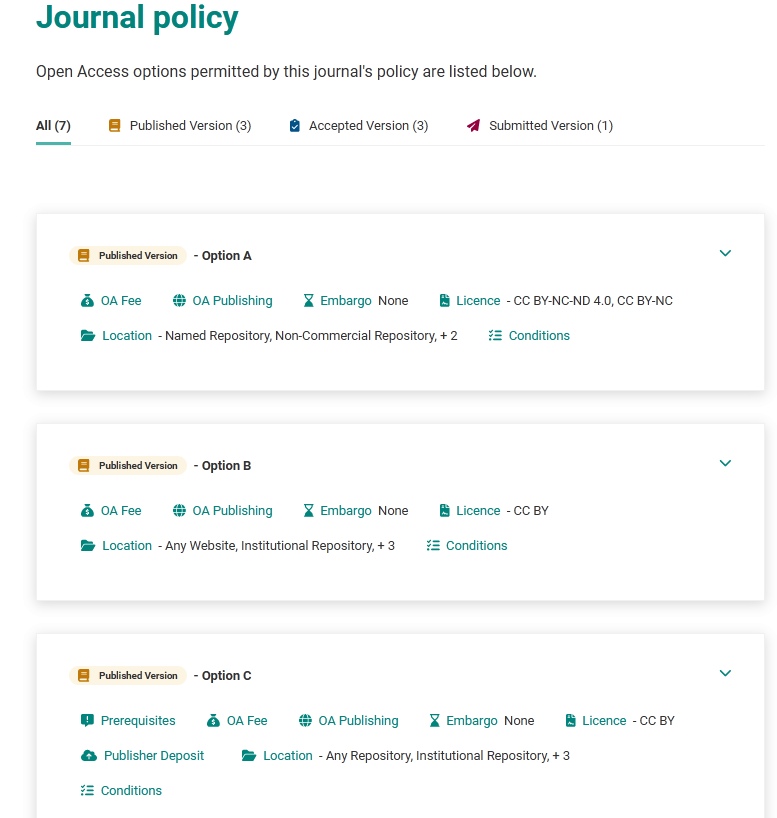 Journal policy
Open Access options permitted by this journal's policy are listed below.
All (7) Published Version (3) Accepted Version (3) Submitted Version (1)
Published Version - Option A
OA Fee OA Publishing Embargo None Licence - CC BY-NC-ND 4.0, CC BY-NC
Location - Named Repository, Non-Commercial Repository, + 2 Conditions
Published Version - Option B
OA Fee OA Publishing Embargo None Licence - CC BY
Location - Any Website, Institutional Repository, + 3 Conditions
Published Version - Option C
Prerequisites OA Fee OA Publishing Embargo None Licence - CC BY
Publisher Deposit Location - Any Repository, Institutional Repository, + 3
Conditions